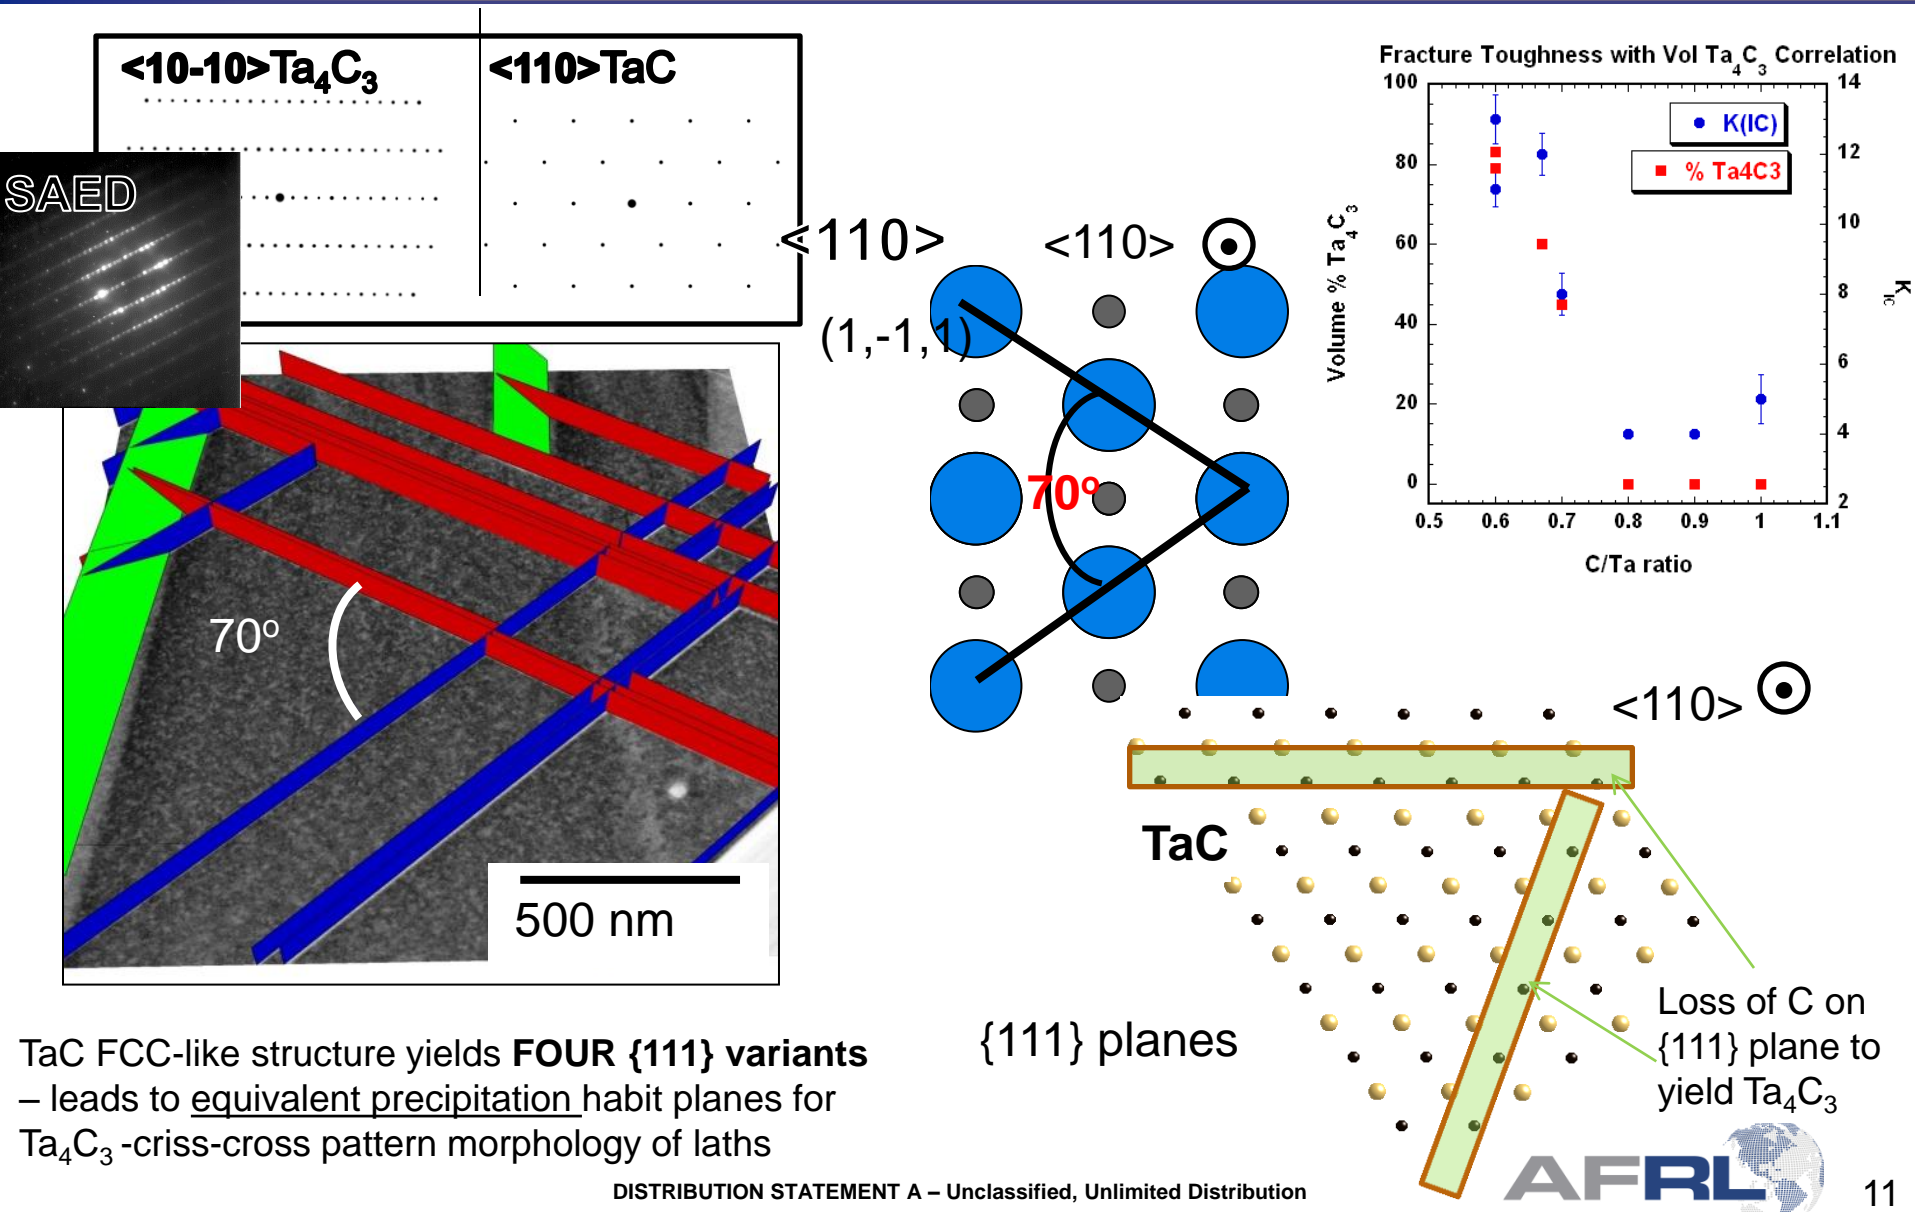 <10-10>Ta4C3
<110>TaC
SAED
<110>
(1,-1,1)
<110>
70º
Fracture Toughness with Vol Ta4C3 Correlation
K(IC)
% Ta4C3
Volume % Ta4C3
100
80
60
40
20
0
14
12
10
8
6
4
2
KIC
0.5 0.6 0.7 0.8 0.9 1 1.1
C/Ta ratio
70º
500 nm
<110>
TaC
{111} planes
Loss of C on
{111} plane to
yield Ta4C3
TaC FCC-like structure yields FOUR {111} variants
– leads to equivalent precipitation habit planes for
Ta4C3 -criss-cross pattern morphology of laths
DISTRIBUTION STATEMENT A – Unclassified, Unlimited Distribution
AFRL
11